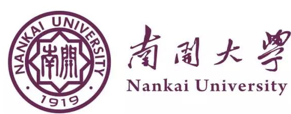 NANKAI UNIVERSITY
南開
· 1919 ·
南開大學
Nankai University